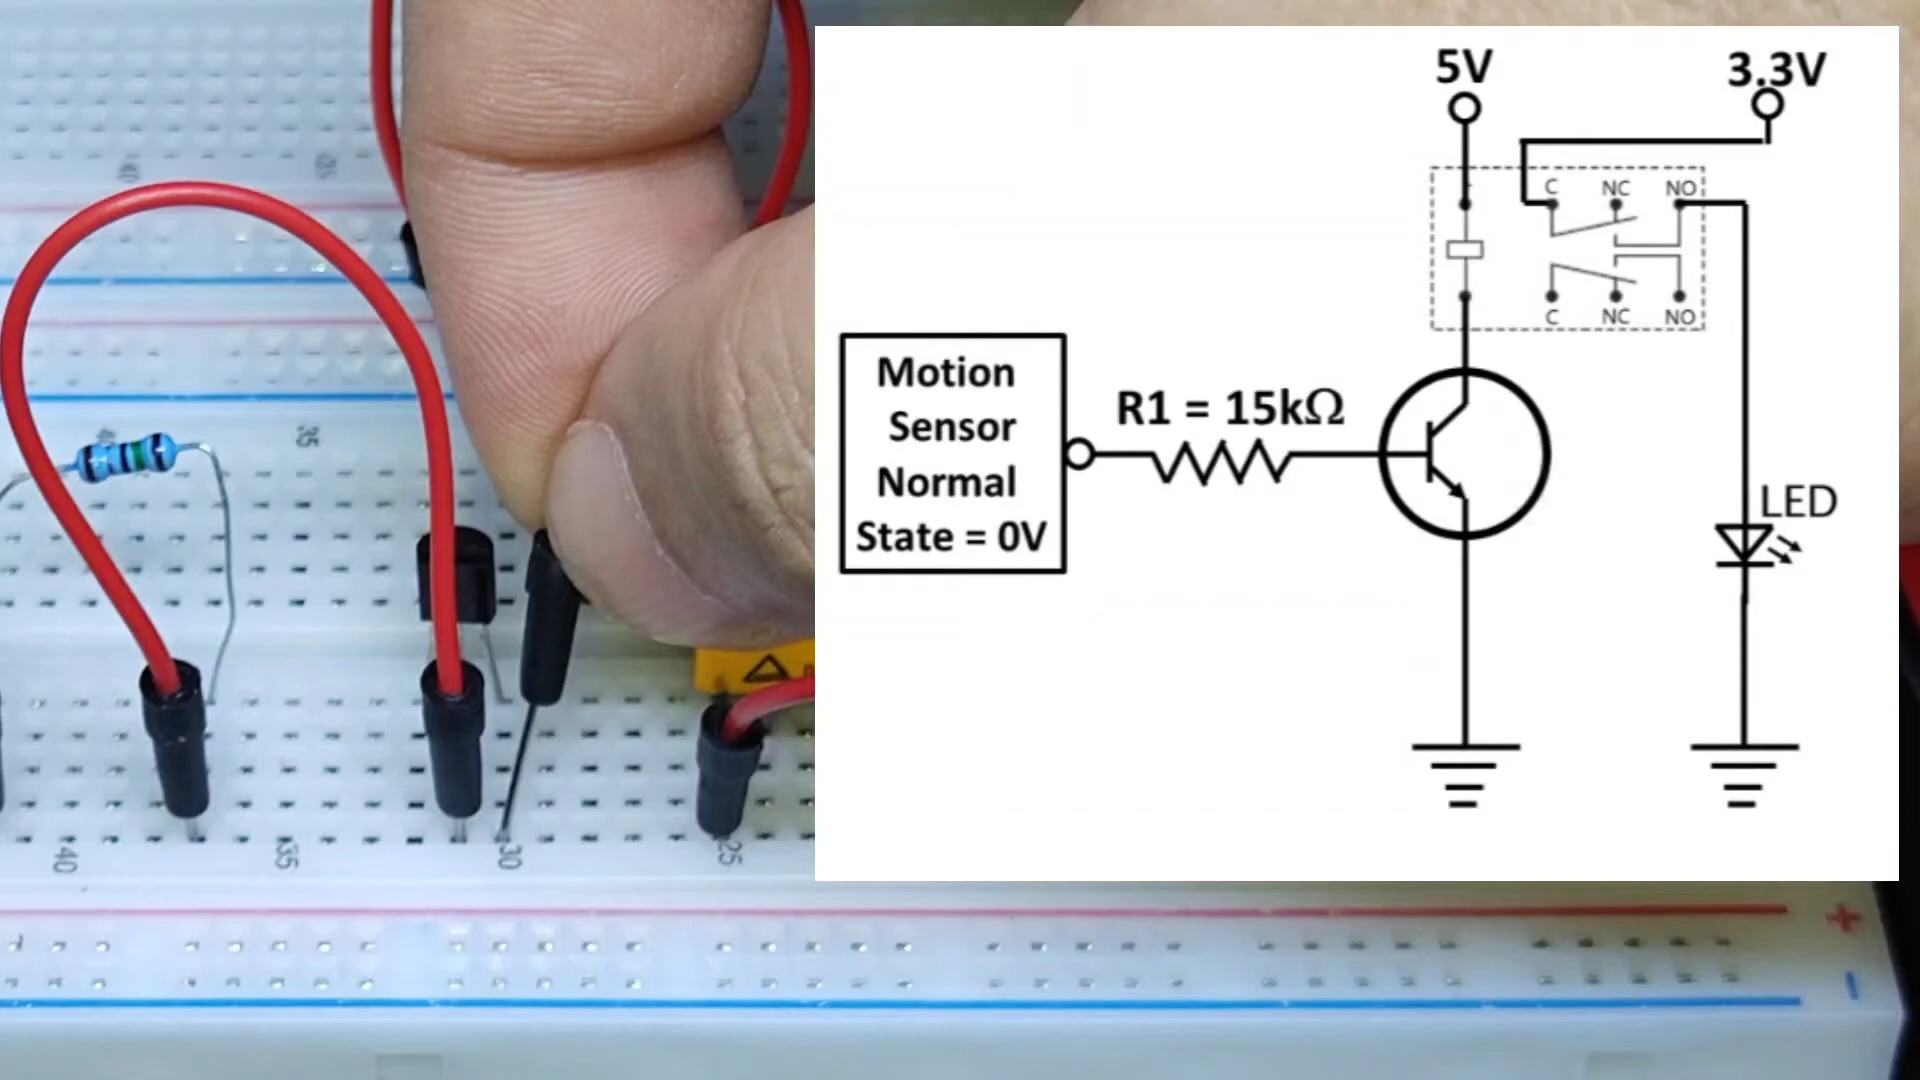 5V
3.3V
C NC NO
C NC NO
Motion
Sensor
Normal
State = 0V
R1 = 15kΩ
LED
35
40
35
30
25
+
-